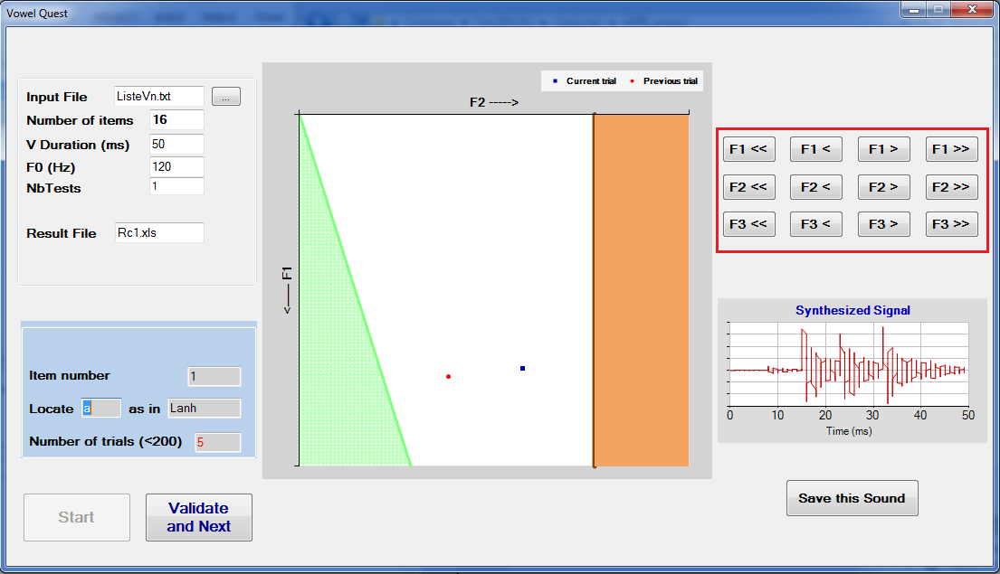 Vowel Quest
Input File ListeVn.txt ...
Number of items 16
V Duration (ms) 50
F0 (Hz) 120
NbTests 1
Result File Rc1.xls
Item number 1
Locate a as in Lanh
Number of trials (<200) 5
Start
Validate
and Next
Current trial Previous trial
F2 ----->
<----- F1
F1 << F1 < F1 > F1 >>
F2 << F2 < F2 > F2 >>
F3 << F3 < F3 > F3 >>
Synthesized Signal
0 10 20 30 40 50
Time (ms)
Save this Sound